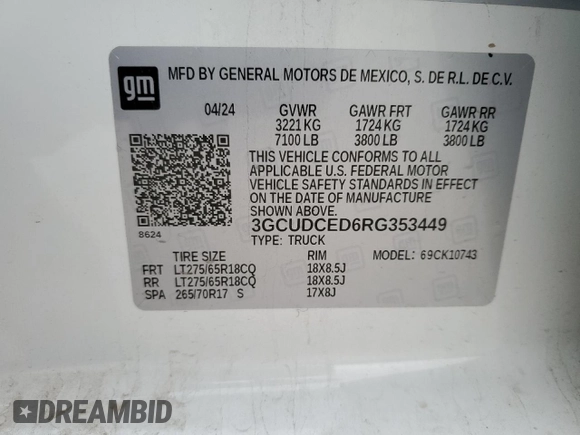 gm
MFD BY GENERAL MOTORS DE MEXICO, S. DE R.L. DE C.V.
04/24 GVWR GAWR FRT GAWR RR
3221 KG 1724 KG 1724 KG
7100 LB 3800 LB 3800 LB
THIS VEHICLE CONFORMS TO ALL
APPLICABLE U.S. FEDERAL MOTOR
VEHICLE SAFETY STANDARDS IN EFFECT
ON THE DATE OF MANUFACTURE
SHOWN ABOVE.
8624 3GCUDCED6RG353449
TYPE: TRUCK
TIRE SIZE RIM MODEL: 69CK10743
FRT LT275/65R18CQ 18X8.5J
RR LT275/65R18CQ 18X8.5J
SPA 265/70R17 S 17X8J
DREAMBID